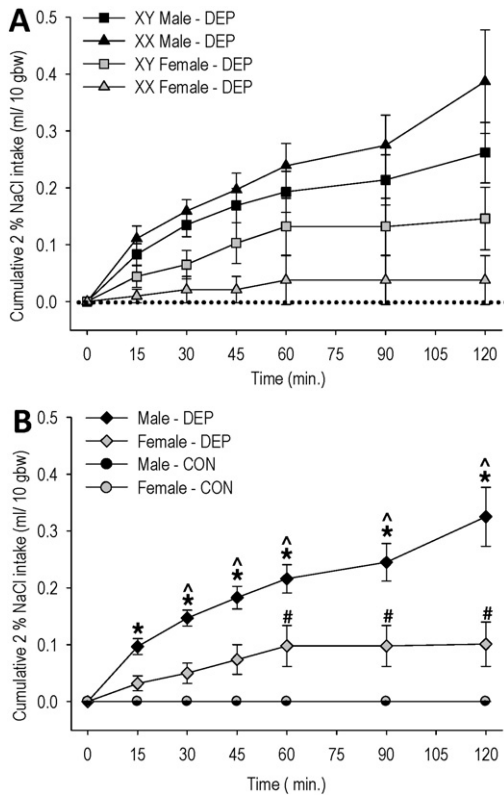 A
XY Male - DEP
XX Male - DEP
XY Female - DEP
XX Female - DEP
Cumulative 2 % NaCl intake (ml/ 10 gbw)
0.5
0.4
0.3
0.2
0.1
0.0
0 15 30 45 60 75 90 105 120
Time (min.)
B
Male - DEP
Female - DEP
Male - CON
Female - CON
Cumulative 2 % NaCl intake (ml/ 10 gbw)
0.5
0.4
0.3
0.2
0.1
0.0
* ^* ^* ^* ^* ^*
# # #
0 15 30 45 60 75 90 105 120
Time ( min.)